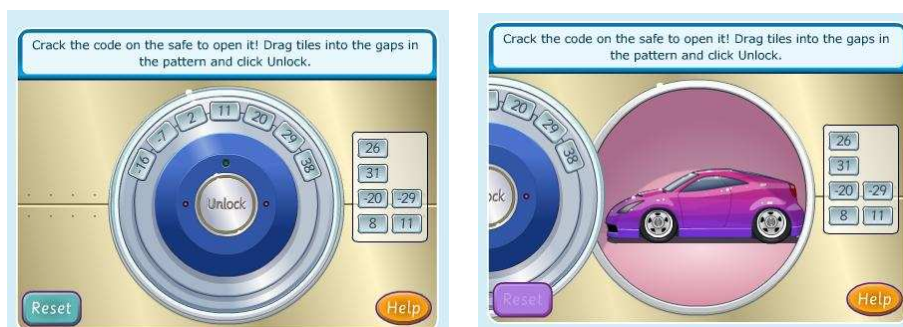 Crack the code on the safe to open it! Drag tiles into the gaps in
the pattern and click Unlock.
-16 -7 2 11 20 29 38
Unlock
26
31
-20 -29
8 11
Reset
Help
Crack the code on the safe to open it! Drag tiles into the gaps in
the pattern and click Unlock.
20 29 38
ck
26
31
-20 -29
8 11
Reset
Help